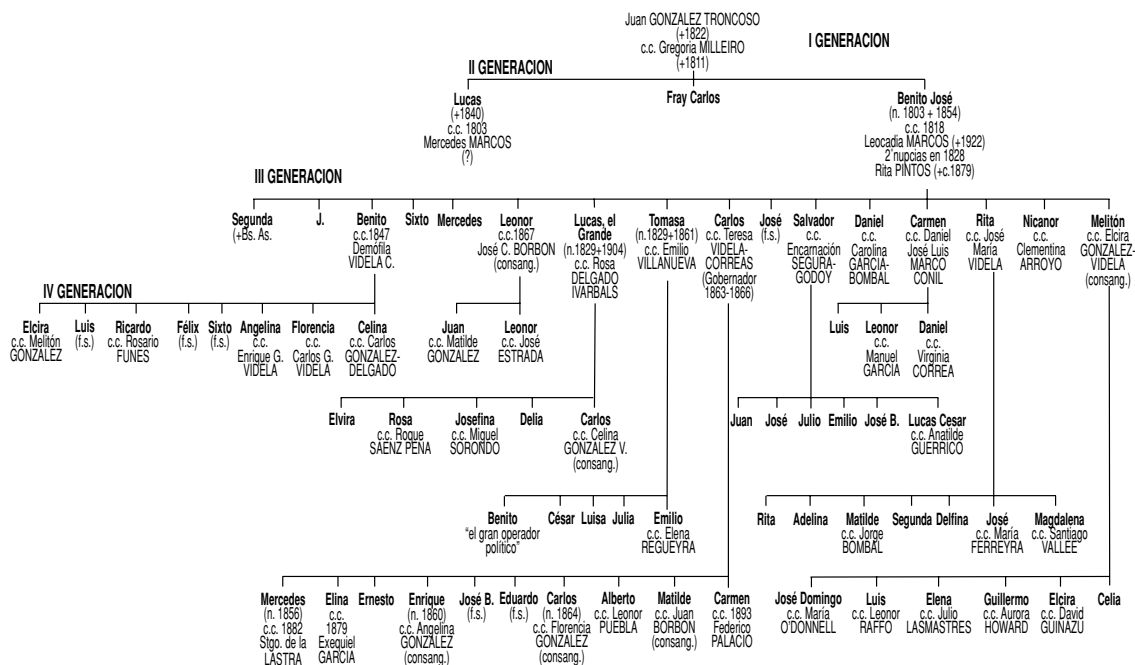 Juan GONZALEZ TRONCOSO
(+1822)
c.c. Gregoria MILLEIRO
(+1811)
I GENERACION
II GENERACION
Lucas
(+1840)
c.c. 1803
Mercedes MARCOS
(?)
Fray Carlos
Benito José
(n. 1803 + 1854)
c.c. 1818
Leocadia MARCOS (+1922)
2'nupcias en 1828
Rita PINTOS (+c.1879)
III GENERACION
Segunda
(+Bs. As.
J.
Benito
c.c.1847
Demófila
VIDELA C.
Sixto
Mercedes
Leonor
c.c.1867
José C. BORBON
(consang.)
Lucas, el
Grande
(n.1829+1904)
c.c. Rosa
DELGADO
IVARBALS
Tomasa
(n.1829+1861)
c.c. Emilio
VILLANUEVA
Carlos
c.c. Teresa
VIDELA-
CORREAS
(Gobernador
1863-1866)
José
(f.s.)
Salvador
c.c.
Encarnación
SEGURA-
GODOY
Daniel
c.c.
Carolina
GARCIA-
BOMBAL
Carmen
c.c. Daniel
José Luis
MARCO
CONIL
Rita
c.c. José
María
VIDELA
Nicanor
c.c.
Clementina
ARROYO
Melitón
c.c. Elcira
GONZALEZ-
VIDELA
(consang.)
IV GENERACION
Elcira
c.c. Melitón
GONZALEZ
Luis
(f.s.)
Ricardo
c.c. Rosario
FUNES
Félix
(f.s.)
Sixto
(f.s.)
Angelina
c.c.
Enrique G.
VIDELA
Florencia
c.c.
Carlos G.
VIDELA
Celina
c.c. Carlos
GONZALEZ-
DELGADO
Juan
c.c. Matilde
GONZALEZ
Leonor
c.c. José
ESTRADA
Luis
Leonor
c.c.
Manuel
GARCIA
Daniel
c.c.
Virginia
CORREA
Elvira
Rosa
c.c. Roque
SAENZ PEÑA
Josefina
c.c. Miguel
SORONDO
Delia
Carlos
c.c. Celina
GONZALEZ V.
(consang.)
Juan
José
Julio
Emilio
José B.
Lucas Cesar
c.c. Anatilde
GUERRICO
Benito
"el gran operador
político"
César
Luisa
Julia
Emilio
c.c. Elena
REGUEYRA
Rita
Adelina
Matilde
c.c. Jorge
BOMBAL
Segunda
Delfina
José
c.c. María
FERREYRA
Magdalena
c.c. Santiago
VALLEE
Mercedes
(n. 1856)
c.c. 1882
Stgo. de la
LASTRA
Elina
c.c.
1879
Exequiel
GARCIA
Ernesto
Enrique
(n. 1860)
c.c. Angelina
GONZALEZ
(consang.)
José B.
(f.s.)
Eduardo
(f.s.)
Carlos
(n. 1864)
c.c. Florencia
GONZALEZ
(consang.)
Alberto
c.c. Leonor
PUEBLA
Matilde
c.c. Juan
BORBON
(consang.)
Carmen
c.c. 1893
Federico
PALACIO
José Domingo
c.c. María
O'DONNELL
Luis
c.c. Leonor
RAFFO
Elena
c.c. Julio
LASMASTRES
Guillermo
c.c. Aurora
HOWARD
Elcira
c.c. David
GUIÑAZU
Celia